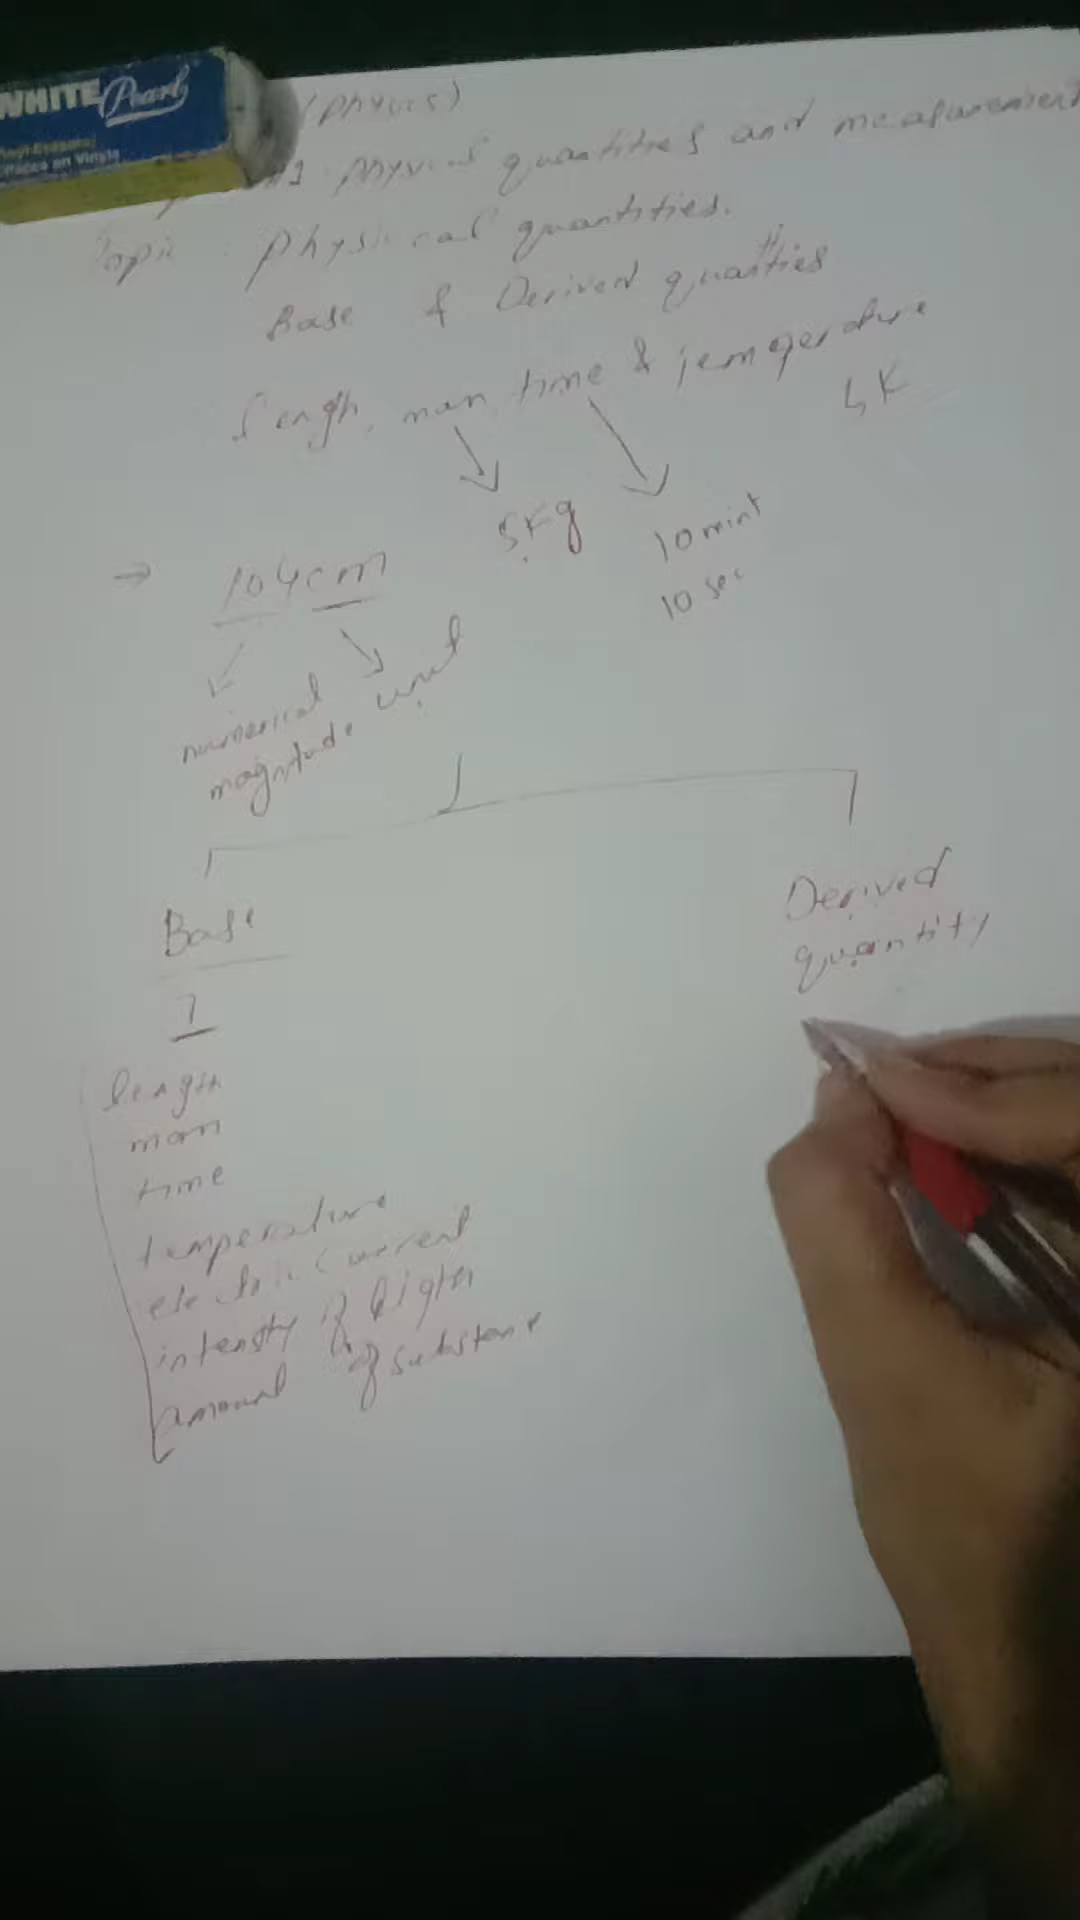 WHITE Pearl
(Physics)
#1 Physical quantities and measurement
Topic : Physical quantities.
Base & Derived quantities
length, mass, time & temperature
5K
5Kg
10 mint
→ 104cm
10 sec
numerical
magnitude
unit
Base
Derived
quantity
7
length
mass
time
temperature
electric current
intensity of light
amount of substance